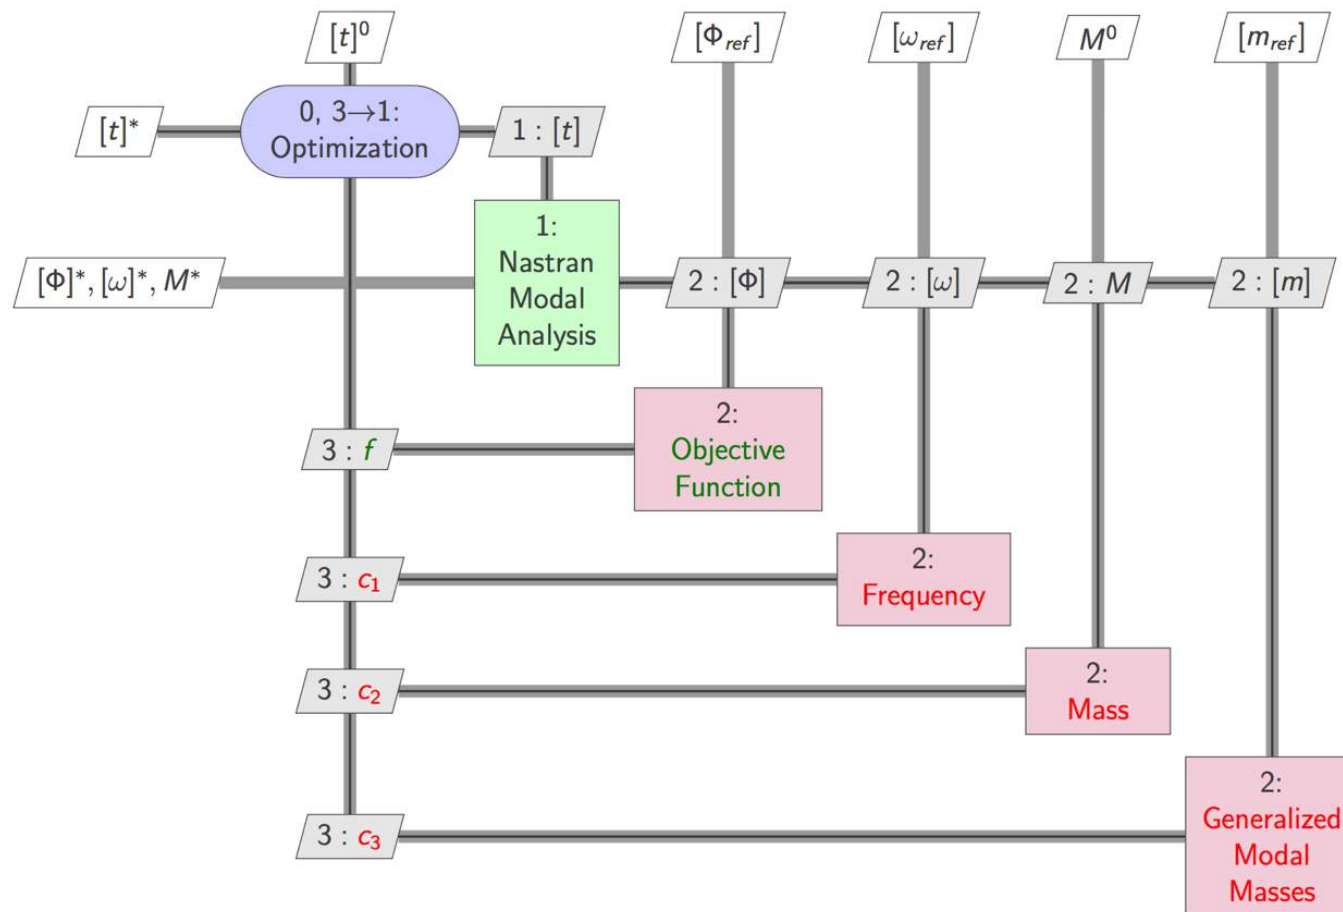 [t]⁰
[Φref]
[ωref]
M⁰
[mref]
[t]*
0, 3→1:
Optimization
1 : [t]
1:
Nastran
Modal
Analysis
[Φ]*, [ω]*, M*
2 : [Φ]
2 : [ω]
2 : M
2 : [m]
2:
Objective
Function
3 : f
2:
Frequency
3 : c₁
2:
Mass
3 : c₂
2:
Generalized
Modal
Masses
3 : c₃